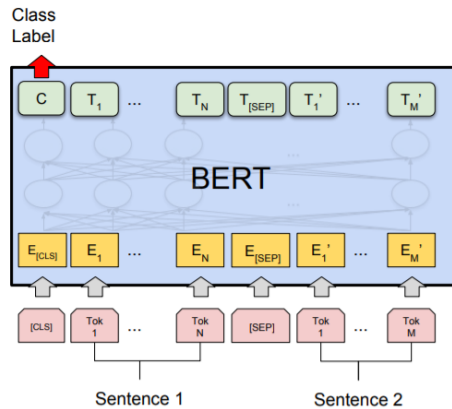 Class
Label
C T1 ... TN T[SEP] T1' ... TM'
...
BERT
...
E[CLS] E1 ... EN E[SEP] E1' ... EM'
[CLS] Tok 1 ... Tok N [SEP] Tok 1 ... Tok M
Sentence 1 Sentence 2